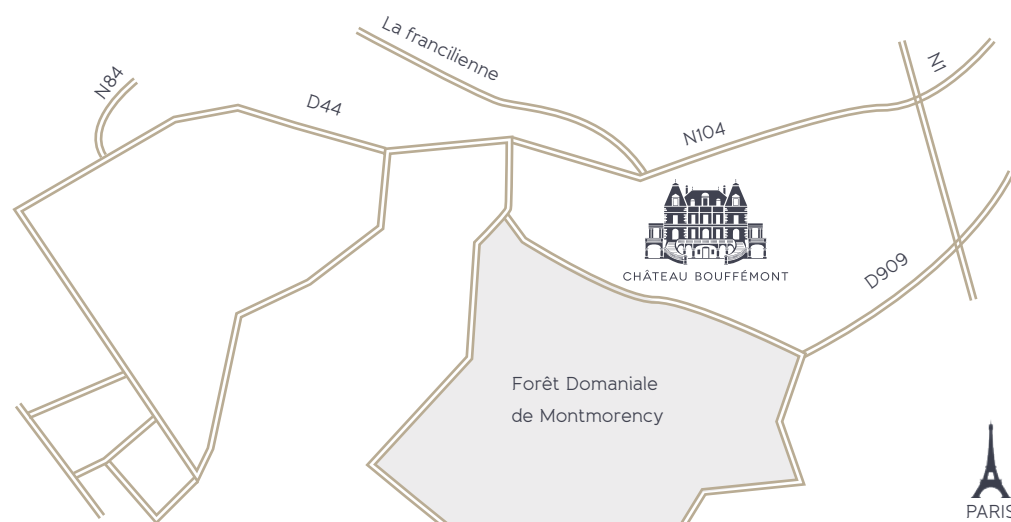 La francilienne
N1
N84
D44
N104
CHÂTEAU BOUFFÉMONT
D909
Forêt Domaniale
de Montmorency
PARIS